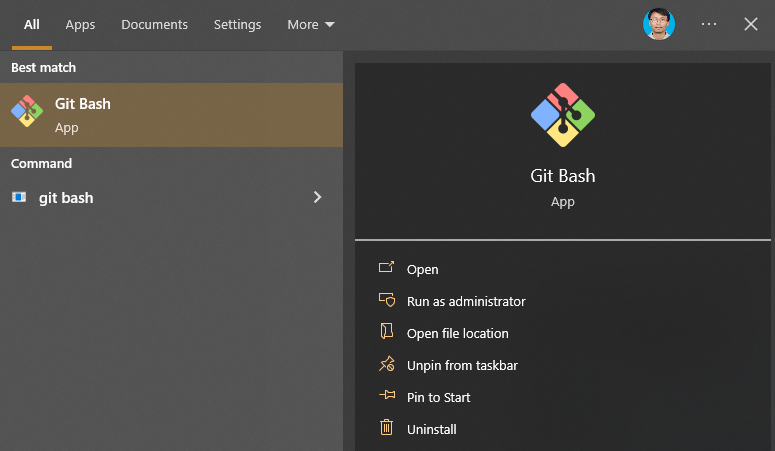 All Apps Documents Settings More
Best match
Git Bash
App
Command
git bash
Git Bash
App
Open
Run as administrator
Open file location
Unpin from taskbar
Pin to Start
Uninstall